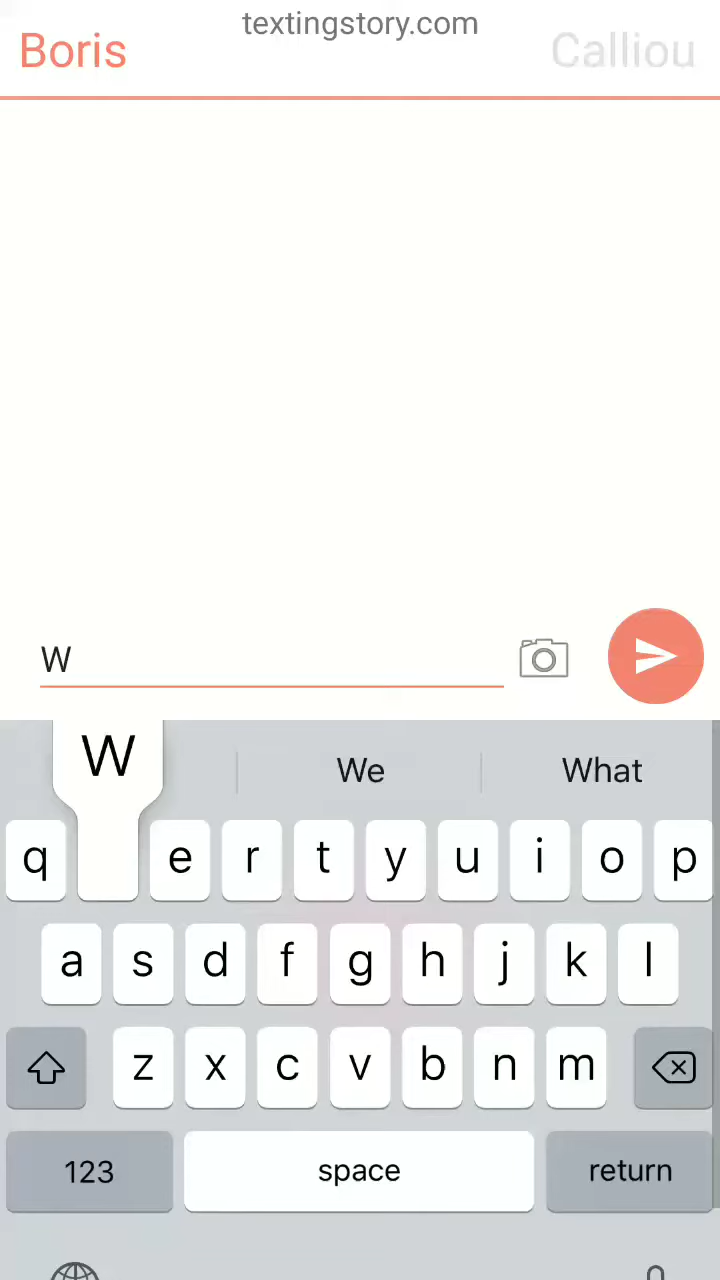 textingstory.com
Boris Calliou
W
W We What
q e r t y u i o p
a s d f g h j k l
z x c v b n m
123 space return